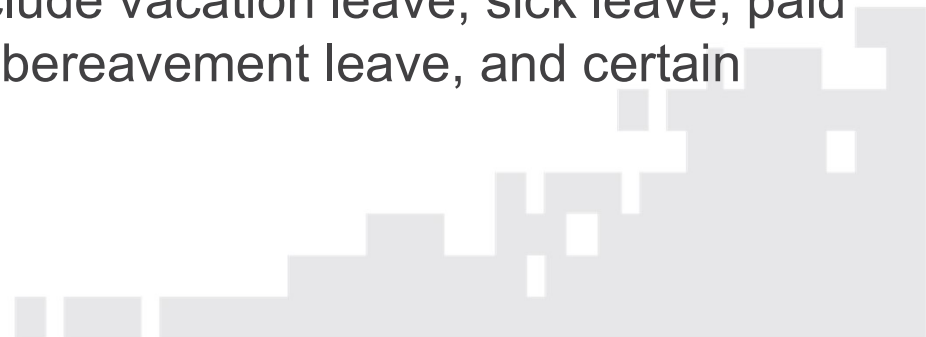 clude vacation leave, sick leave, paid
bereavement leave, and certain